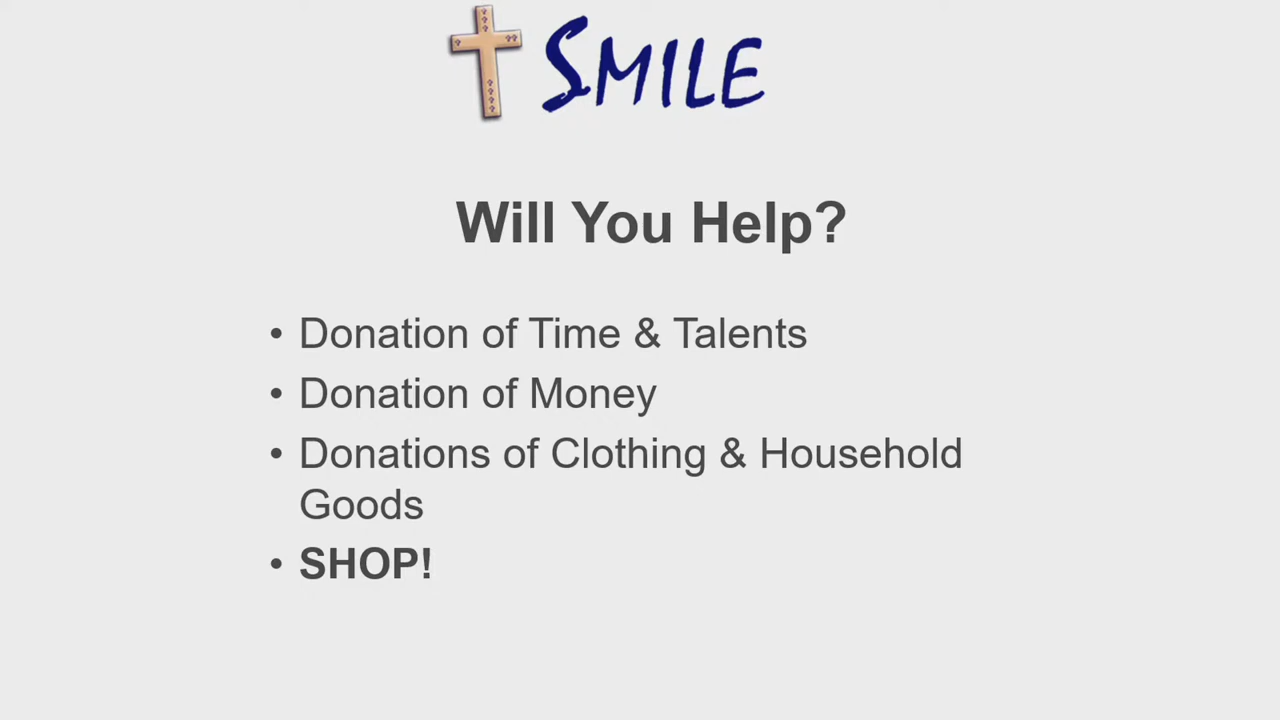 SMILE
Will You Help?
• Donation of Time & Talents
• Donation of Money
• Donations of Clothing & Household
Goods
• SHOP!